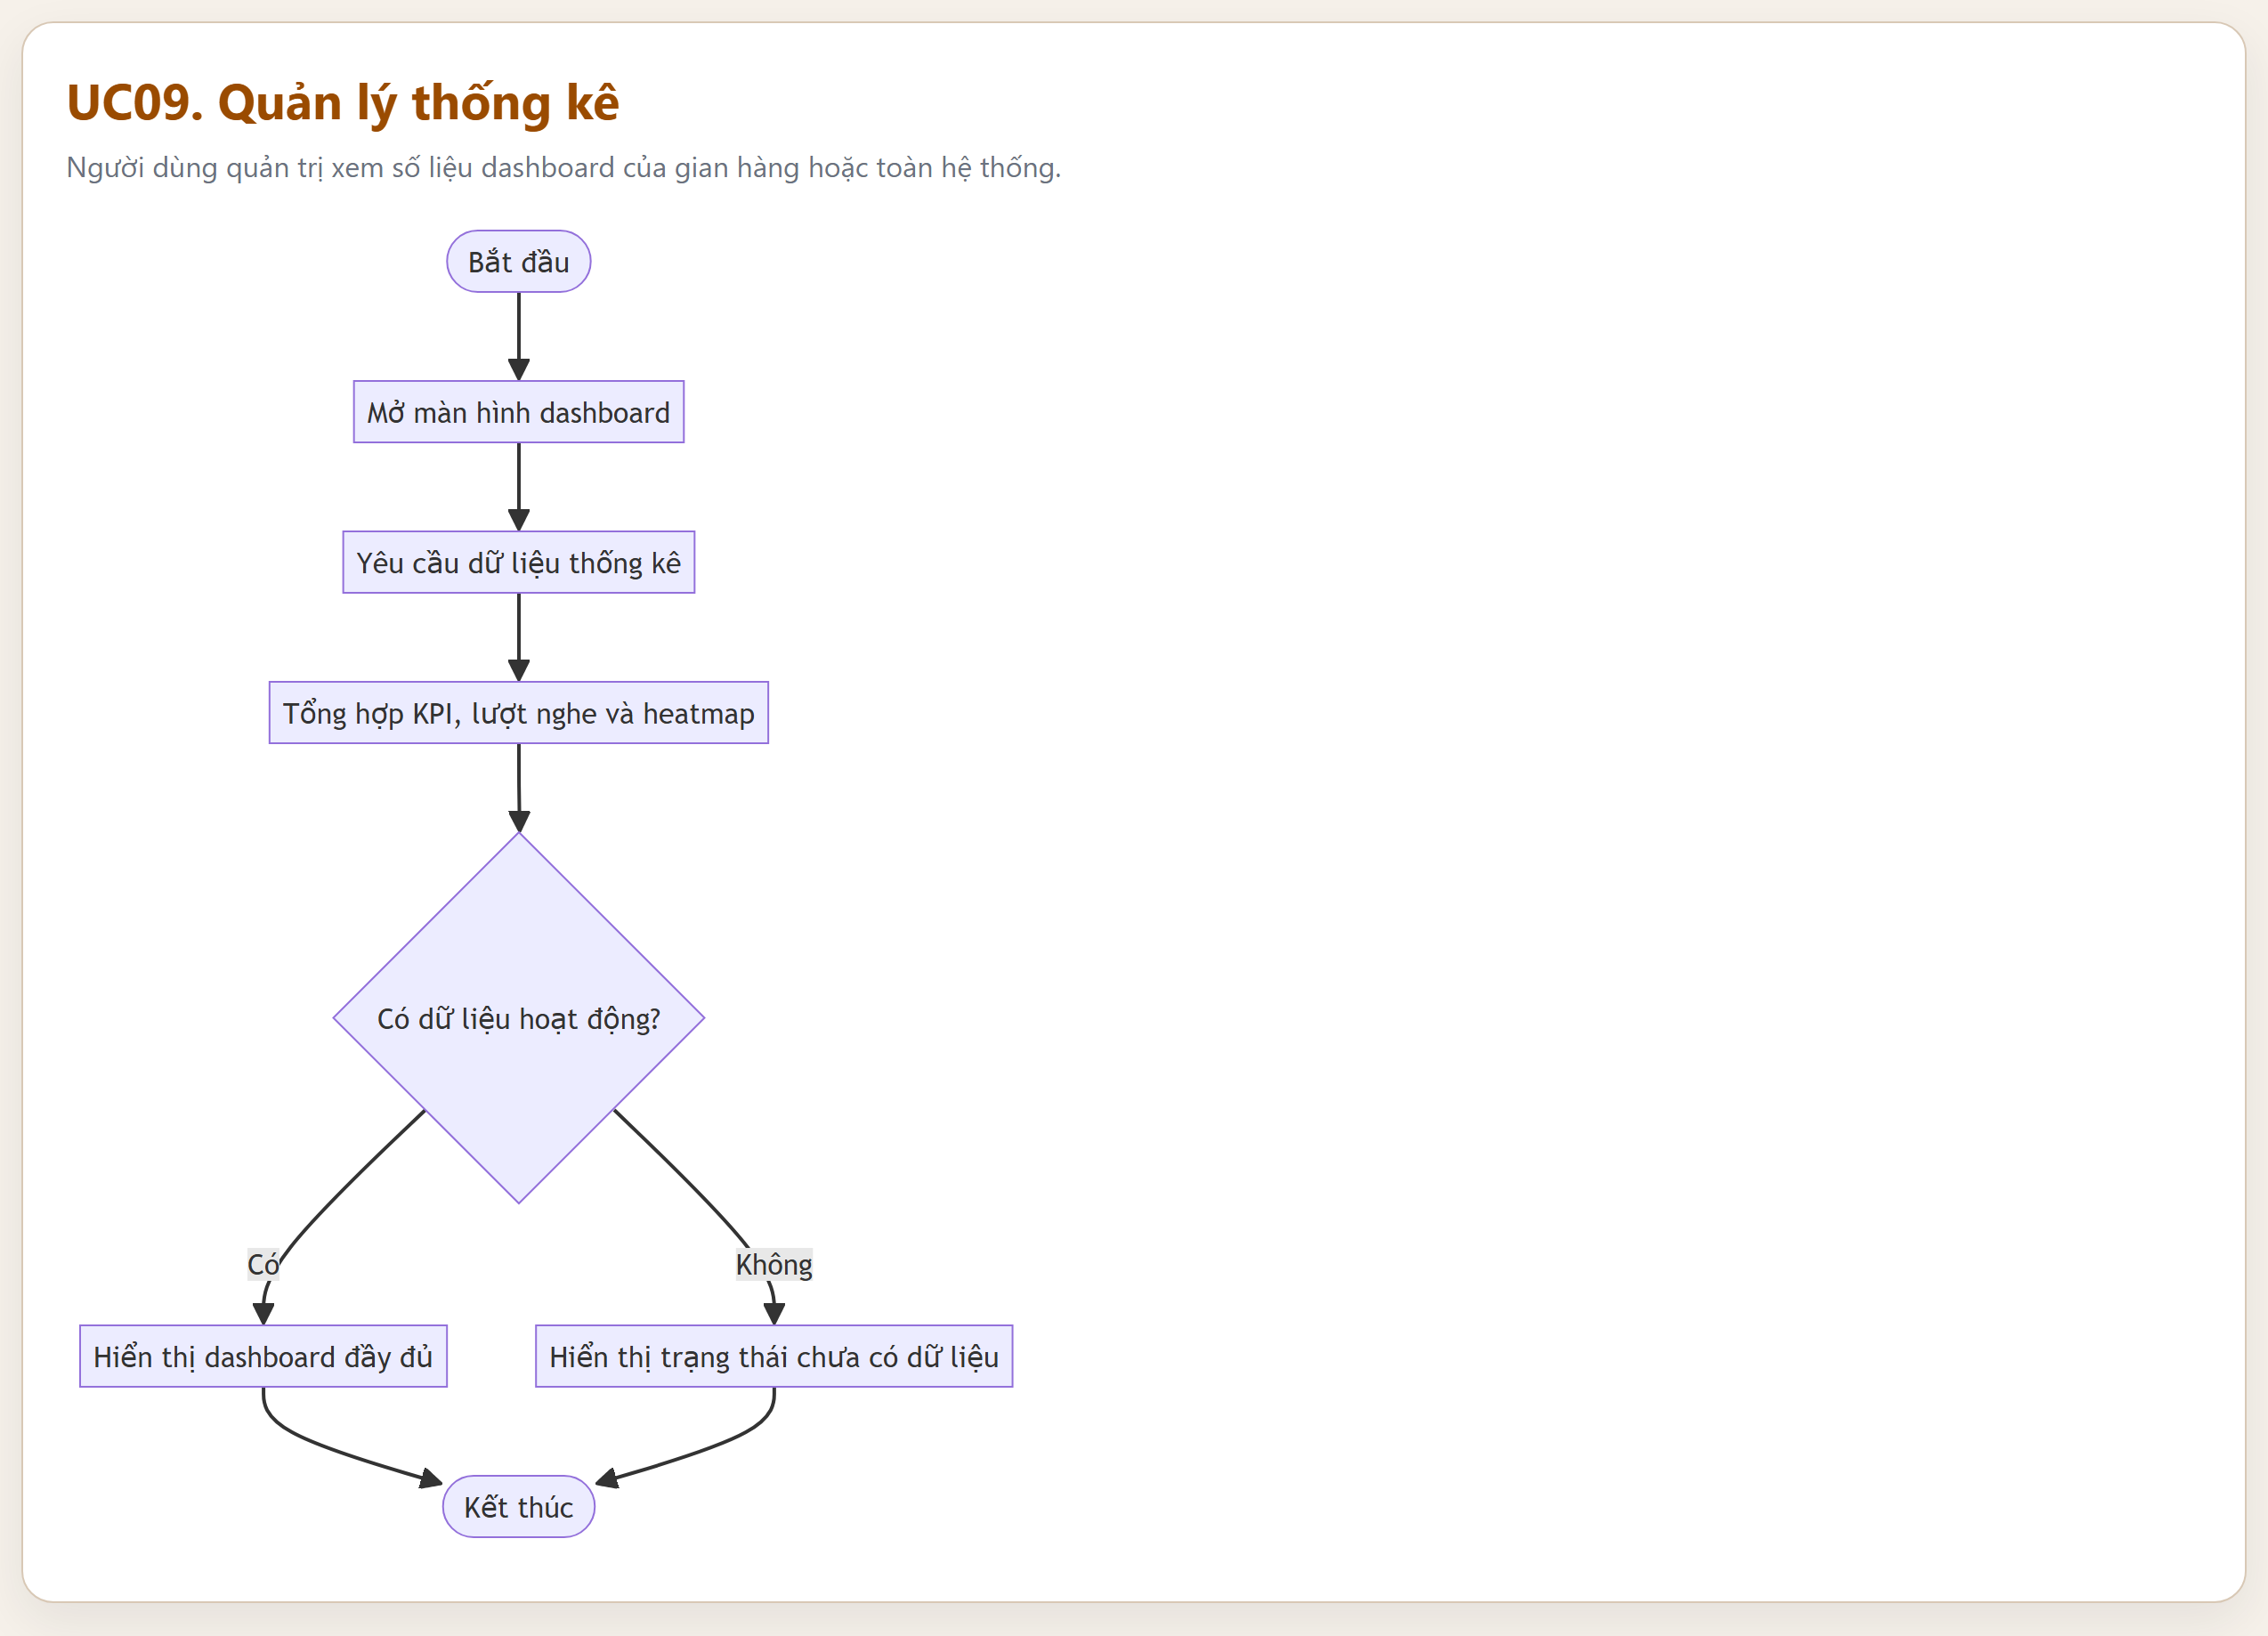 UC09. Quản lý thống kê
Người dùng quản trị xem số liệu dashboard của gian hàng hoặc toàn hệ thống.
Bắt đầu
Mở màn hình dashboard
Yêu cầu dữ liệu thống kê
Tổng hợp KPI, lượt nghe và heatmap
Có dữ liệu hoạt động?
Có
Không
Hiển thị dashboard đầy đủ
Hiển thị trạng thái chưa có dữ liệu
Kết thúc